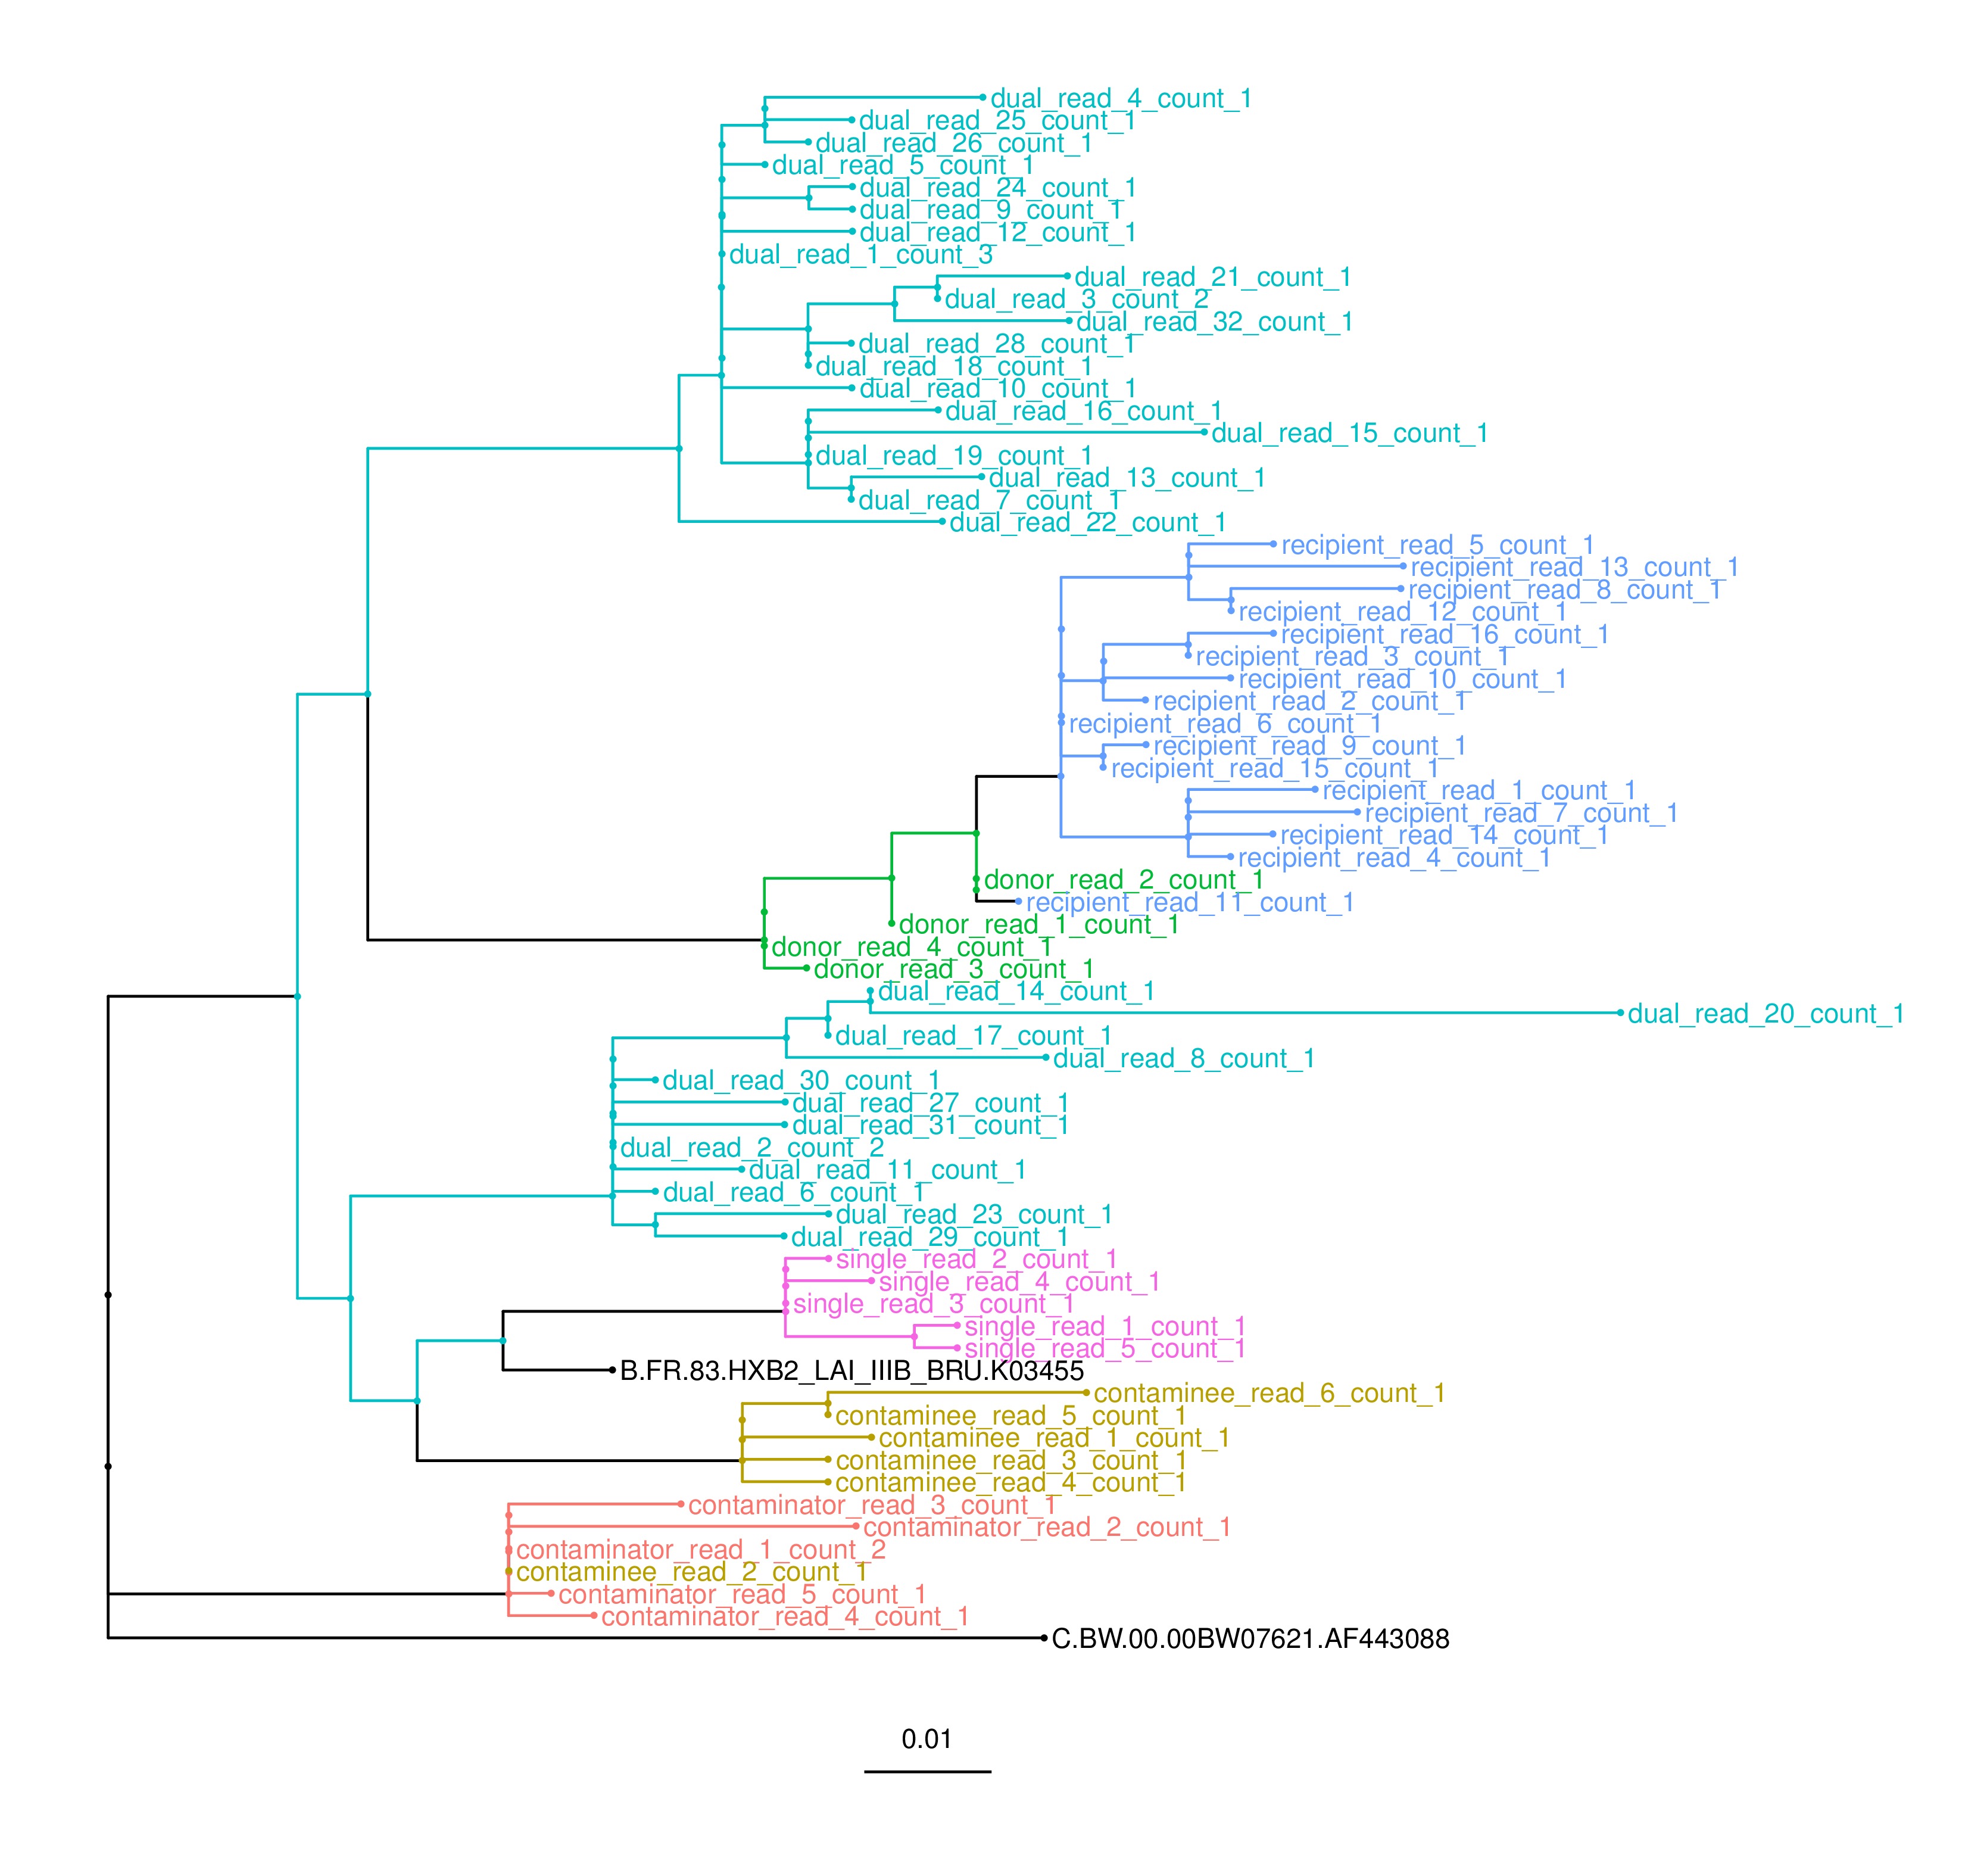 dual_read_4_count_1
dual_read_25_count_1
dual_read_26_count_1
dual_read_5_count_1
dual_read_24_count_1
dual_read_9_count_1
dual_read_12_count_1
dual_read_1_count_3
dual_read_21_count_1
dual_read_3_count_2
dual_read_32_count_1
dual_read_28_count_1
dual_read_18_count_1
dual_read_10_count_1
dual_read_16_count_1
dual_read_15_count_1
dual_read_19_count_1
dual_read_13_count_1
dual_read_7_count_1
dual_read_22_count_1
recipient_read_5_count_1
recipient_read_13_count_1
recipient_read_8_count_1
recipient_read_12_count_1
recipient_read_16_count_1
recipient_read_3_count_1
recipient_read_10_count_1
recipient_read_2_count_1
recipient_read_6_count_1
recipient_read_9_count_1
recipient_read_15_count_1
recipient_read_1_count_1
recipient_read_7_count_1
recipient_read_14_count_1
recipient_read_4_count_1
donor_read_2_count_1
recipient_read_11_count_1
donor_read_1_count_1
donor_read_4_count_1
donor_read_3_count_1
dual_read_14_count_1
dual_read_20_count_1
dual_read_17_count_1
dual_read_8_count_1
dual_read_30_count_1
dual_read_27_count_1
dual_read_31_count_1
dual_read_2_count_2
dual_read_11_count_1
dual_read_6_count_1
dual_read_23_count_1
dual_read_29_count_1
single_read_2_count_1
single_read_4_count_1
single_read_3_count_1
single_read_1_count_1
single_read_5_count_1
B.FR.83.HXB2_LAI_IIIB_BRU.K03455
contaminee_read_6_count_1
contaminee_read_5_count_1
contaminee_read_1_count_1
contaminee_read_3_count_1
contaminee_read_4_count_1
contaminator_read_3_count_1
contaminator_read_2_count_1
contaminator_read_1_count_2
contaminee_read_2_count_1
contaminator_read_5_count_1
contaminator_read_4_count_1
C.BW.00.00BW07621.AF443088
0.01